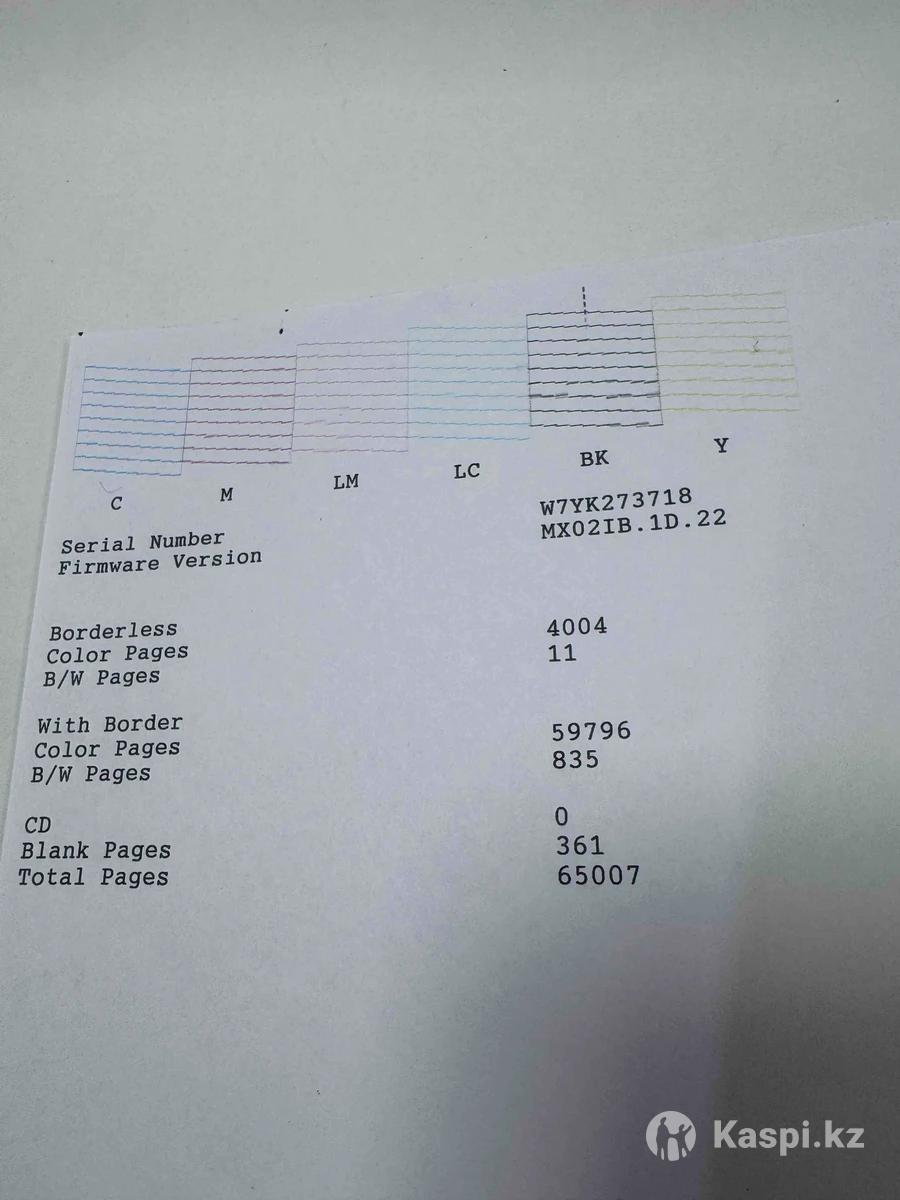 C M LM LC BK Y
Serial Number W7YK273718
Firmware Version MX02IB.1D.22
Borderless
Color Pages 4004
B/W Pages 11
With Border
Color Pages 59796
B/W Pages 835
CD 0
Blank Pages 361
Total Pages 65007
Kaspi.kz